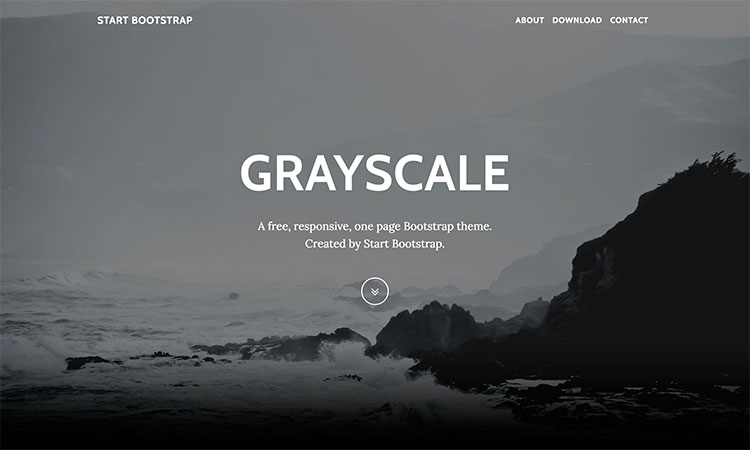 START BOOTSTRAP
ABOUT DOWNLOAD CONTACT
GRAYSCALE
A free, responsive, one page Bootstrap theme.
Created by Start Bootstrap.